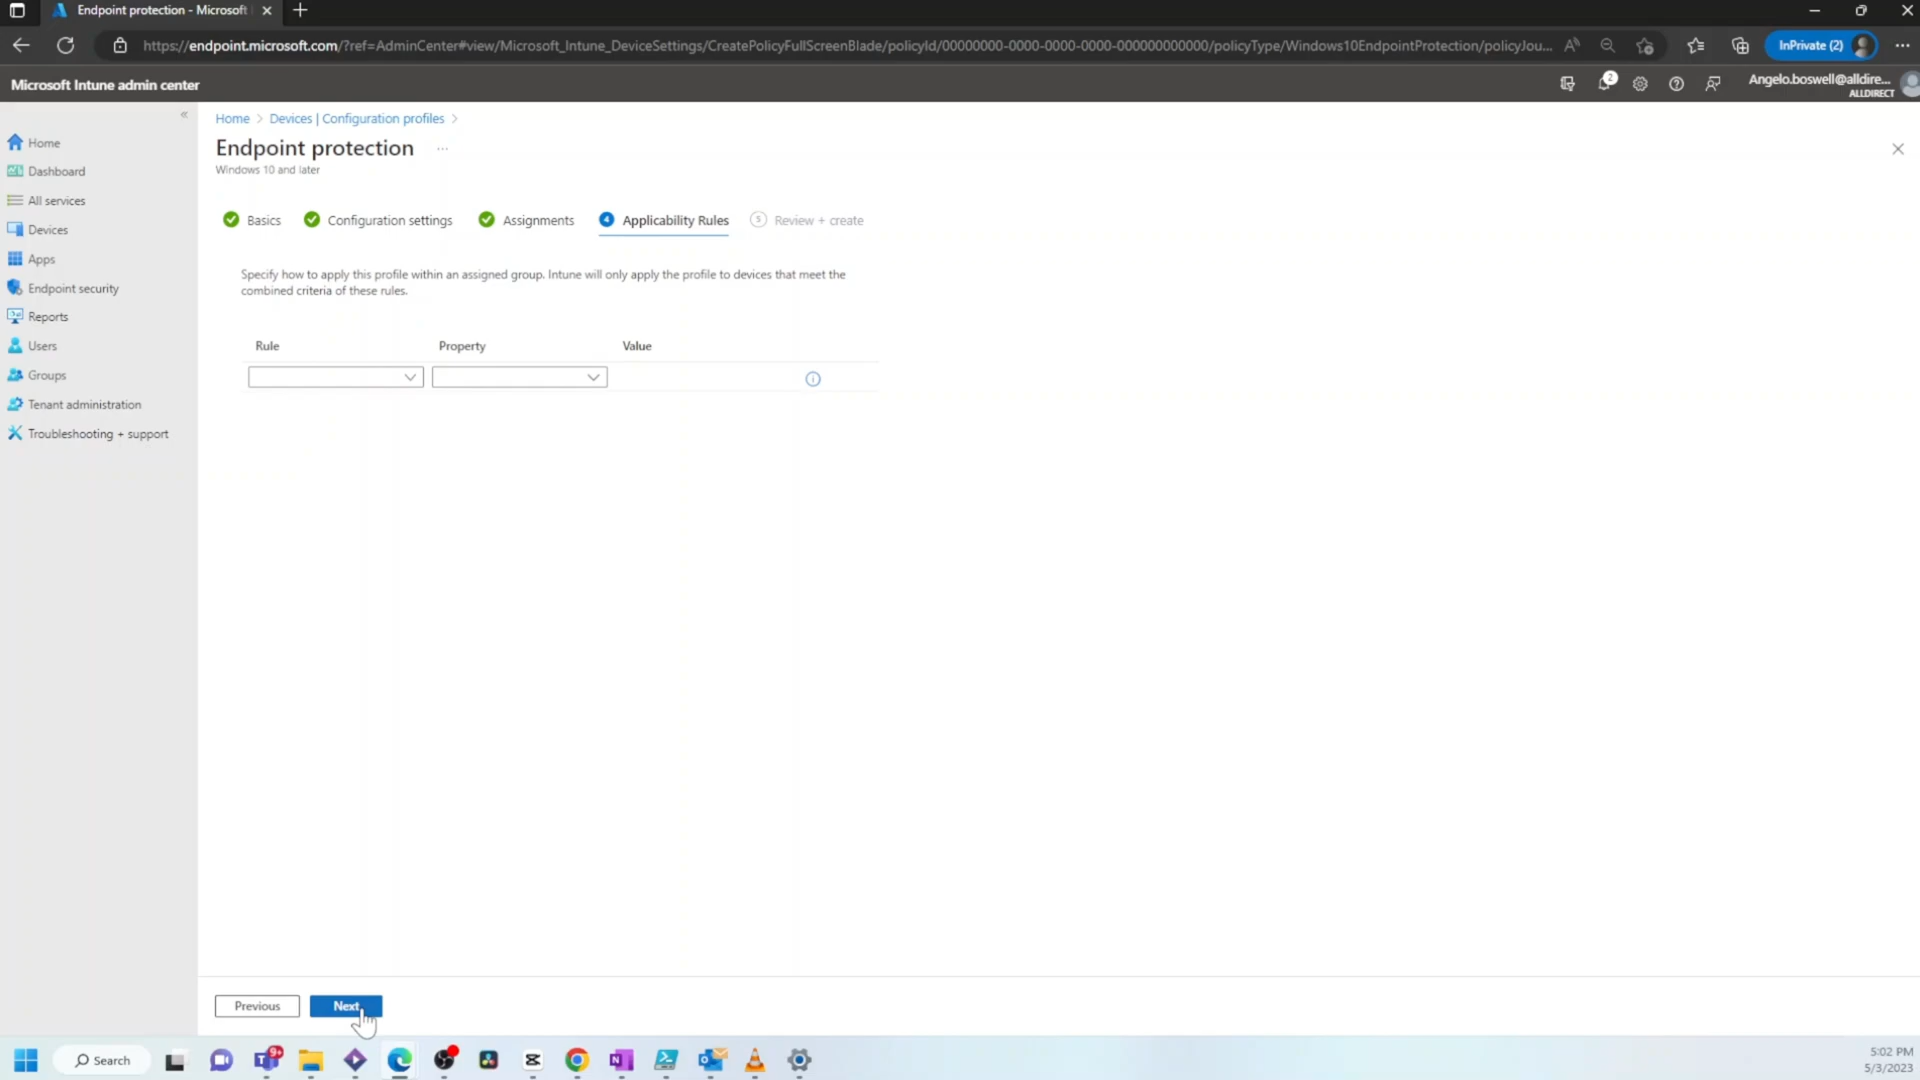 Endpoint protection - Microsoft
https://endpoint.microsoft.com/?ref=AdminCenter#view/Microsoft_Intune_DeviceSettings/CreatePolicyFullScreenBlade/policyId/00000000-0000-0000-0000-000000000000/policyType/Windows10EndpointProtection/policyJou...
InPrivate (2)
Microsoft Intune admin center
2
Angelo.boswell@alldire...
ALLDIRECT
Home
Dashboard
All services
Devices
Apps
Endpoint security
Reports
Users
Groups
Tenant administration
Troubleshooting + support
Home > Devices | Configuration profiles >
Endpoint protection ...
Windows 10 and later
Basics
Configuration settings
Assignments
4 Applicability Rules
5 Review + create
Specify how to apply this profile within an assigned group. Intune will only apply the profile to devices that meet the
combined criteria of these rules.
Rule Property Value
Previous Next
Search
9+
5:02 PM
5/3/2023